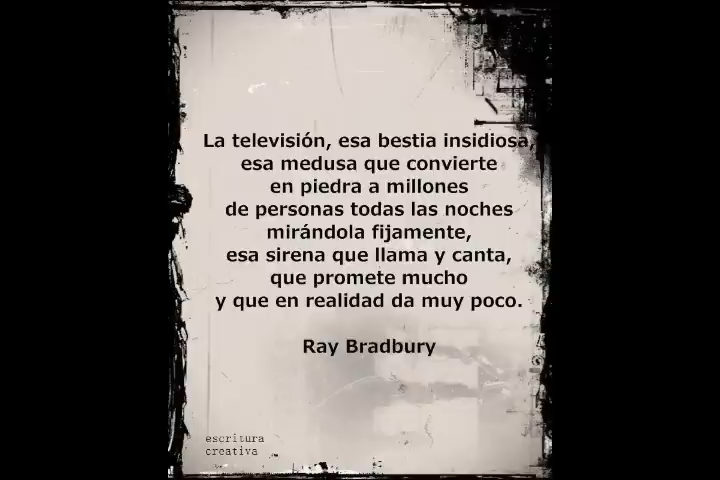 La televisión, esa bestia insidiosa,
esa medusa que convierte
en piedra a millones
de personas todas las noches
mirándola fijamente,
esa sirena que llama y canta,
que promete mucho
y que en realidad da muy poco.
Ray Bradbury
escritura
creativa